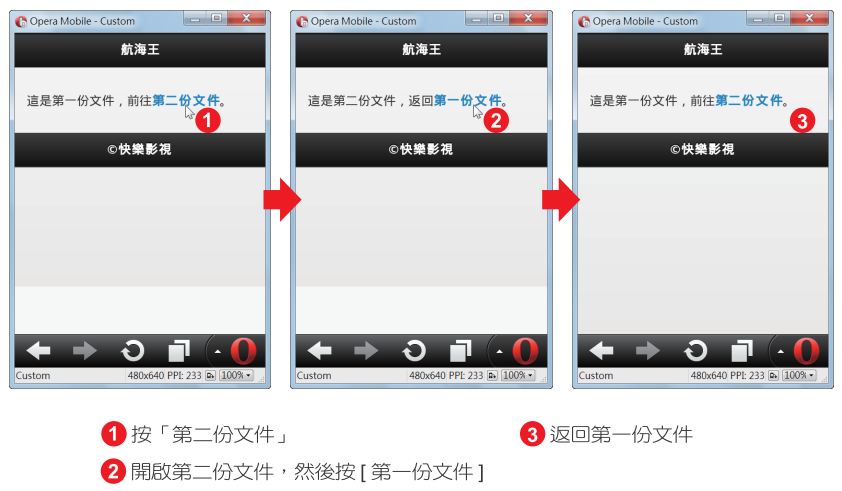 Opera Mobile - Custom
航海王
這是第一份文件，前往第二份文件。
1
©快樂影視
Custom 480x640 PPI: 233 100%
Opera Mobile - Custom
航海王
這是第二份文件，返回第一份文件。
2
©快樂影視
Custom 480x640 PPI: 233 100%
Opera Mobile - Custom
航海王
這是第一份文件，前往第二份文件。
3
©快樂影視
Custom 480x640 PPI: 233 100%
1 按「第二份文件」
2 開啟第二份文件，然後按 [ 第一份文件 ]
3 返回第一份文件